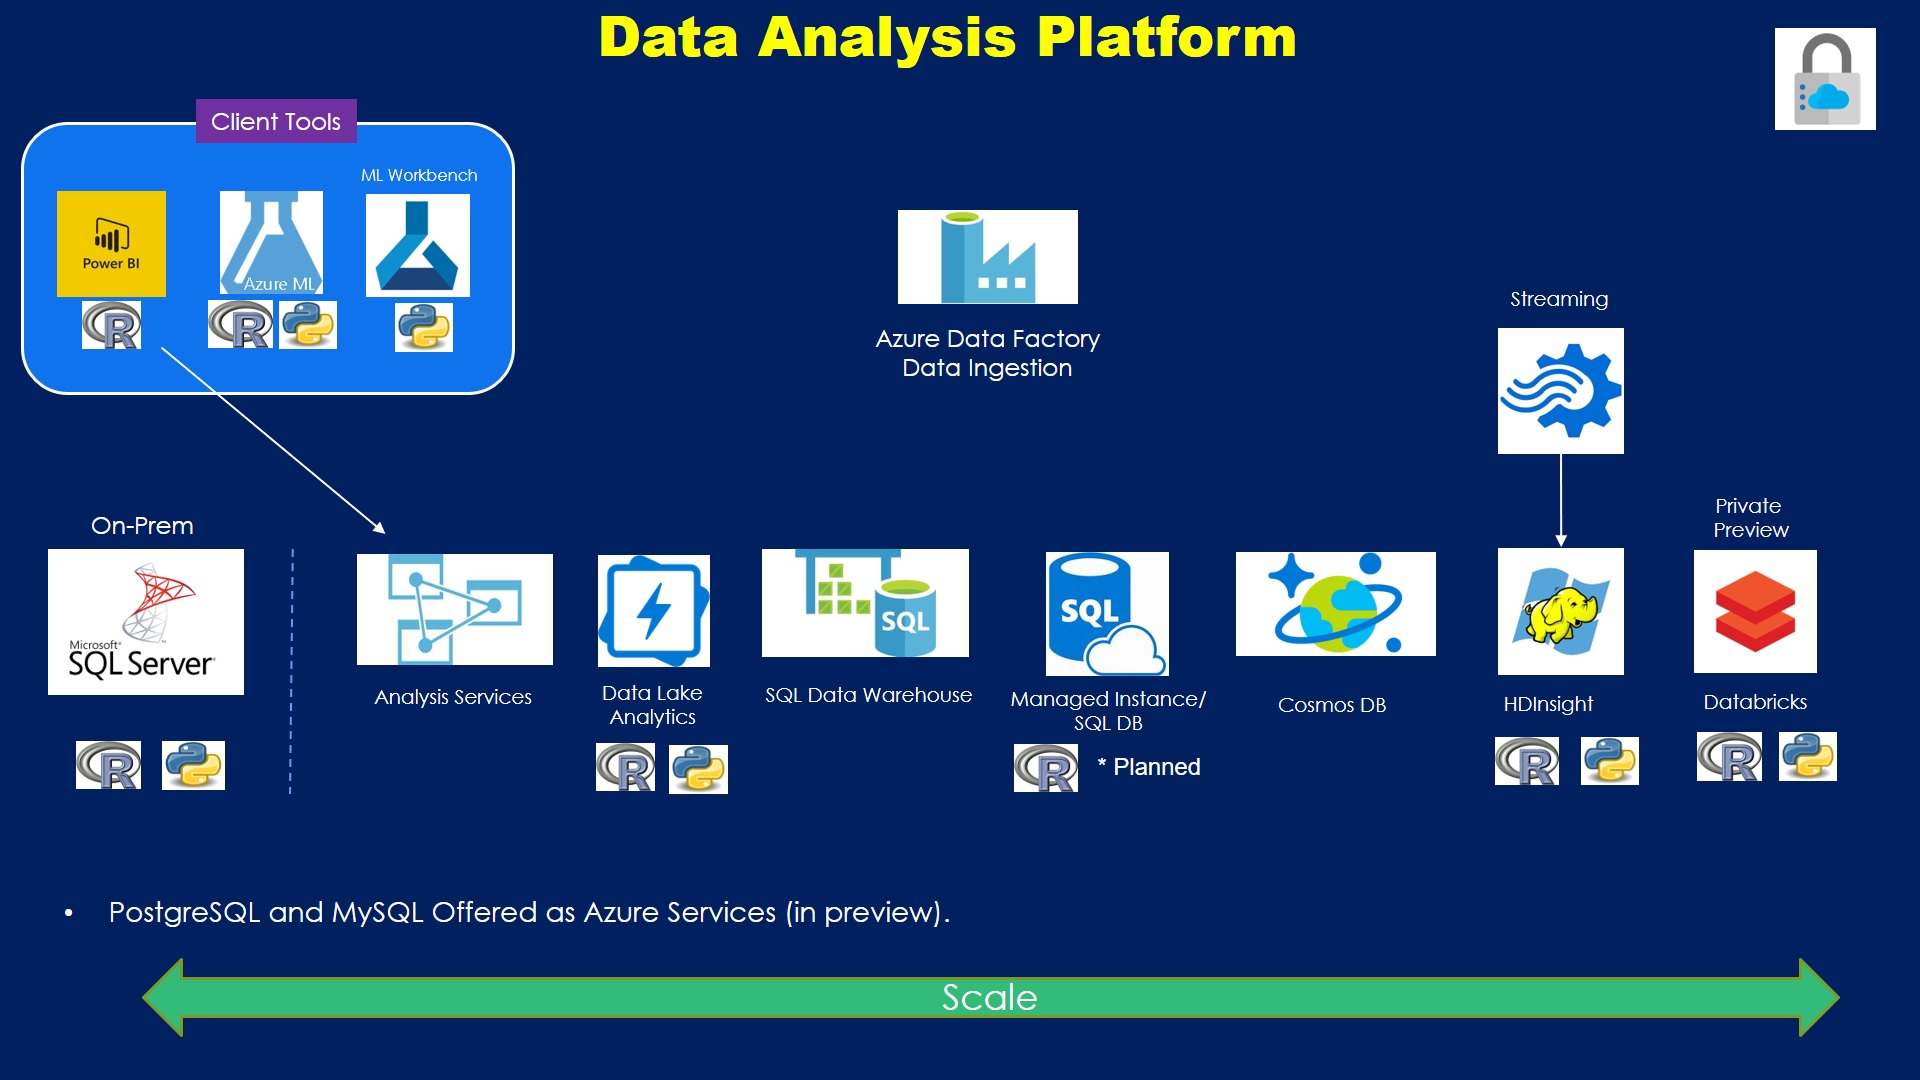 Data Analysis Platform
Client Tools
ML Workbench
Power BI
Azure ML
R
R
Azure Data Factory
Data Ingestion
Streaming
On-Prem
Private
Preview
Microsoft®
SQL Server
SQL
SQL
Analysis Services
Data Lake
Analytics
SQL Data Warehouse
Managed Instance/
SQL DB
Cosmos DB
HDInsight
Databricks
R
R
R
* Planned
R
R
• PostgreSQL and MySQL Offered as Azure Services (in preview).
Scale